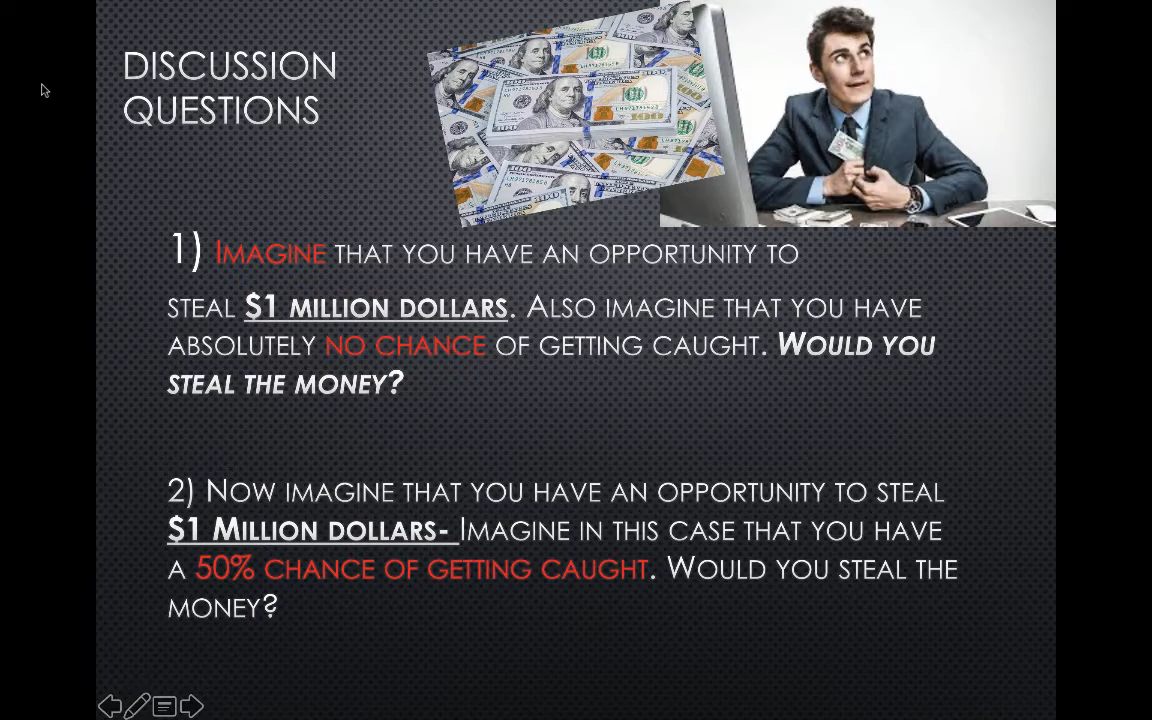 DISCUSSION
QUESTIONS
1) IMAGINE THAT YOU HAVE AN OPPORTUNITY TO
STEAL $1 MILLION DOLLARS. ALSO IMAGINE THAT YOU HAVE
ABSOLUTELY NO CHANCE OF GETTING CAUGHT. WOULD YOU
STEAL THE MONEY?
2) NOW IMAGINE THAT YOU HAVE AN OPPORTUNITY TO STEAL
$1 MILLION DOLLARS- IMAGINE IN THIS CASE THAT YOU HAVE
A 50% CHANCE OF GETTING CAUGHT. WOULD YOU STEAL THE
MONEY?